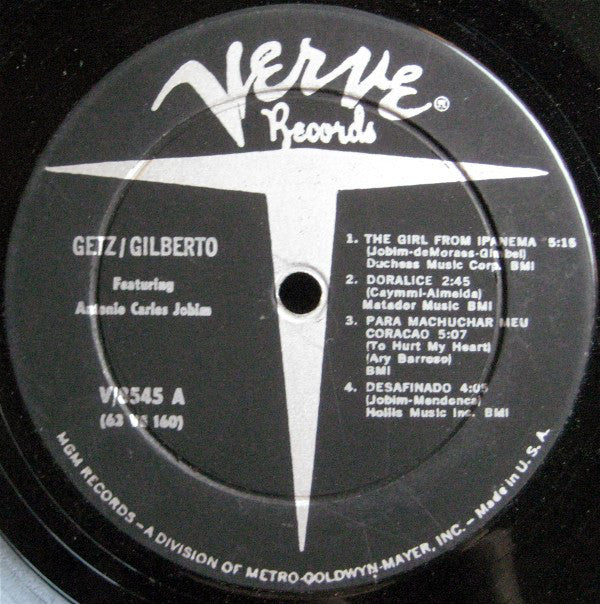 Verve®
Records
GETZ/GILBERTO
Featuring
Antonio Carlos Jobim
V/8545 A
(63 VS 160)
1. THE GIRL FROM IPANEMA 5:15
(Jobim-deMoraes-Gimbel)
Duchess Music Corp. BMI
2. DORALICE 2:45
(Caymmi-Almeida)
Matador Music BMI
3. PARA MACHUCHAR MEU
CORACAO 5:07
(To Hurt My Heart)
(Ary Barroso)
BMI
4. DESAFINADO 4:05
(Jobim-Mendonca)
Hollis Music Inc. BMI
MGM RECORDS – A DIVISION OF METRO-GOLDWYN-MAYER, INC. – Made in U.S.A.